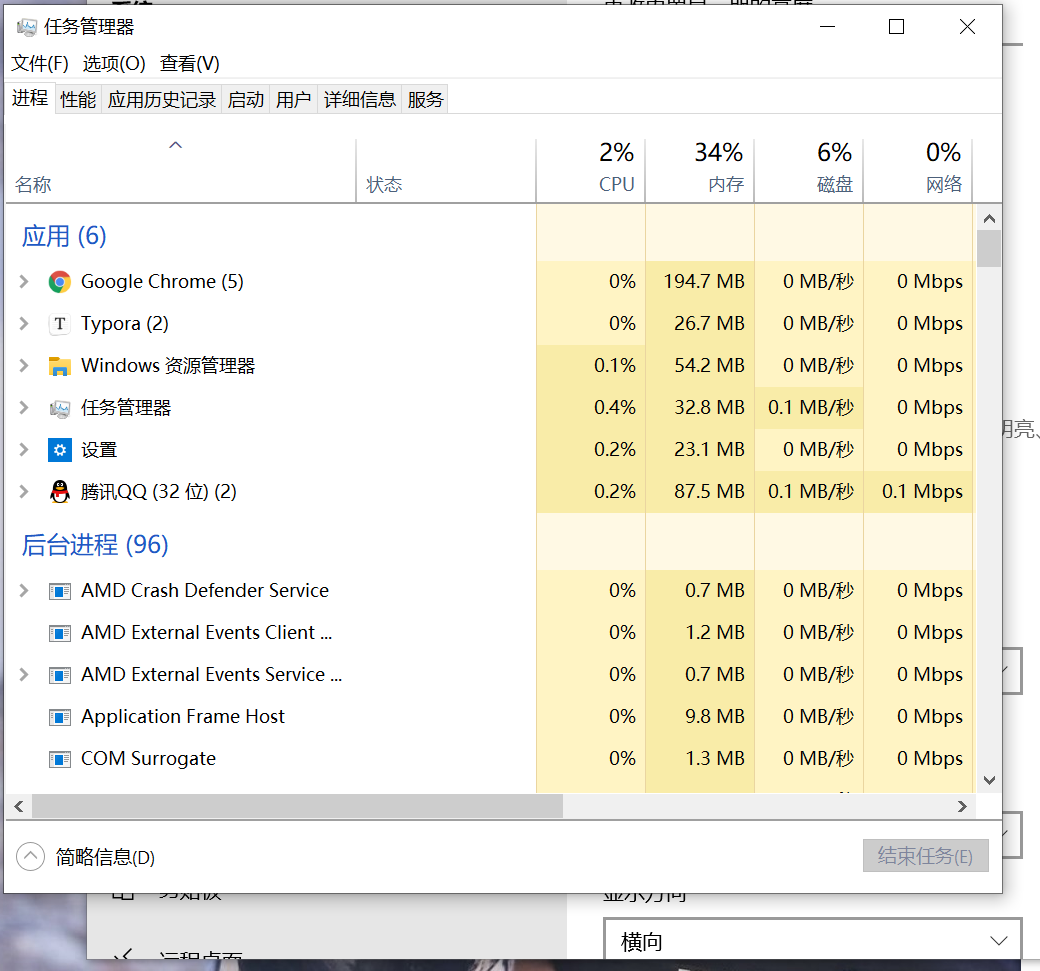 任务管理器
文件(F) 选项(O) 查看(V)
进程 性能 应用历史记录 启动 用户 详细信息 服务
2% 34% 6% 0%
名称 状态 CPU 内存 磁盘 网络
应用 (6)
Google Chrome (5) 0% 194.7 MB 0 MB/秒 0 Mbps
Typora (2) 0% 26.7 MB 0 MB/秒 0 Mbps
Windows 资源管理器 0.1% 54.2 MB 0 MB/秒 0 Mbps
任务管理器 0.4% 32.8 MB 0.1 MB/秒 0 Mbps
明亮、
设置 0.2% 23.1 MB 0 MB/秒 0 Mbps
腾讯QQ (32 位) (2) 0.2% 87.5 MB 0.1 MB/秒 0.1 Mbps
后台进程 (96)
AMD Crash Defender Service 0% 0.7 MB 0 MB/秒 0 Mbps
AMD External Events Client ... 0% 1.2 MB 0 MB/秒 0 Mbps
AMD External Events Service ... 0% 0.7 MB 0 MB/秒 0 Mbps
Application Frame Host 0% 9.8 MB 0 MB/秒 0 Mbps
COM Surrogate 0% 1.3 MB 0 MB/秒 0 Mbps
简略信息(D) 结束任务(E)
剪贴板 显示方向
横向
远程桌面